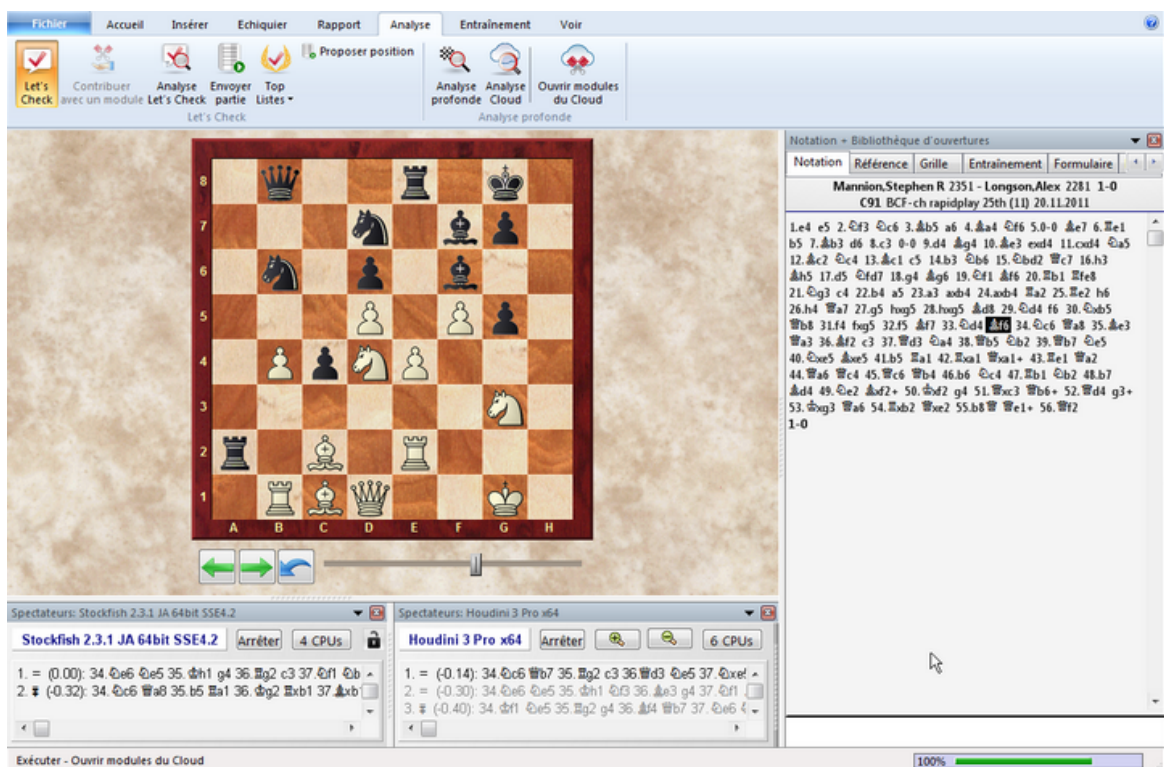 Fichier Accueil Insérer Echiquier Rapport Analyse Entraînement Voir
Let's Check
Contribuer avec un module
Analyse Let's Check
Envoyer partie
Top Listes
Proposer position
Analyse profonde
Analyse Cloud
Ouvrir modules du Cloud
Let's Check
Analyse profonde
Notation + Bibliothèque d'ouvertures
Notation Référence Grille Entraînement Formulaire
Mannion,Stephen R 2351 - Longson,Alex 2281 1-0
C91 BCF-ch rapidplay 25th (11) 20.11.2011
1.e4 e5 2.♘f3 ♘c6 3.♗b5 a6 4.♗a4 ♘f6 5.0-0 ♗e7 6.♖e1
b5 7.♗b3 d6 8.c3 0-0 9.d4 ♗g4 10.♗e3 exd4 11.cxd4 ♘a5
12.♗c2 ♘c4 13.♗c1 c5 14.b3 ♘b6 15.♘bd2 ♕c7 16.h3
♗h5 17.d5 ♘fd7 18.g4 ♗g6 19.♘f1 ♗f6 20.♖b1 ♖fe8
21.♘g3 c4 22.b4 a5 23.a3 axb4 24.axb4 ♖a2 25.♖e2 h6
26.h4 ♕a7 27.g5 hxg5 28.hxg5 ♗d8 29.♘d4 f6 30.♘xb5
♕b8 31.f4 fxg5 32.f5 ♗f7 33.♘d4 ♗f6 34.♘c6 ♕a8 35.♗e3
♕a3 36.♗f2 c3 37.♕d3 ♘a4 38.♕b5 ♘b2 39.♕b7 ♘e5
40.♘xe5 ♗xe5 41.b5 ♖a1 42.♖xa1 ♕xa1+ 43.♖e1 ♕a2
44.♕a6 ♕c4 45.♕c6 ♕b4 46.b6 ♘c4 47.♖b1 ♘b2 48.b7
♗d4 49.♘e2 ♗xf2+ 50.♔xf2 g4 51.♕xc3 ♕b6+ 52.♕d4 g3+
53.♔xg3 ♕a6 54.♖xb2 ♕xe2 55.b8♕ ♕e1+ 56.♕f2
1-0
8
7
6
5
4
3
2
1
A B C D E F G H
Spectateurs: Stockfish 2.3.1 JA 64bit SSE4.2
Stockfish 2.3.1 JA 64bit SSE4.2 Arrêter 4 CPUs
1. = (0.00): 34.♘e6 ♘e5 35.♔h1 g4 36.♖g2 c3 37.♘f1 ♘b
2. ⩱ (-0.32): 34.♘c6 ♕a8 35.b5 ♖a1 36.♔g2 ♖xb1 37.♗xb
Spectateurs: Houdini 3 Pro x64
Houdini 3 Pro x64 Arrêter 6 CPUs
1. = (-0.14): 34.♘c6 ♕b7 35.♖g2 c3 36.♕d3 ♘e5 37.♘xe
2. = (-0.30): 34.♘e6 ♘e5 35.♔h1 ♘f3 36.♗e3 g4 37.♘f1
3. ⩱ (-0.40): 34.♔f1 ♘e5 35.♖g2 g4 36.♗f4 ♕b7 37.♘e6
Exécuter - Ouvrir modules du Cloud
100%